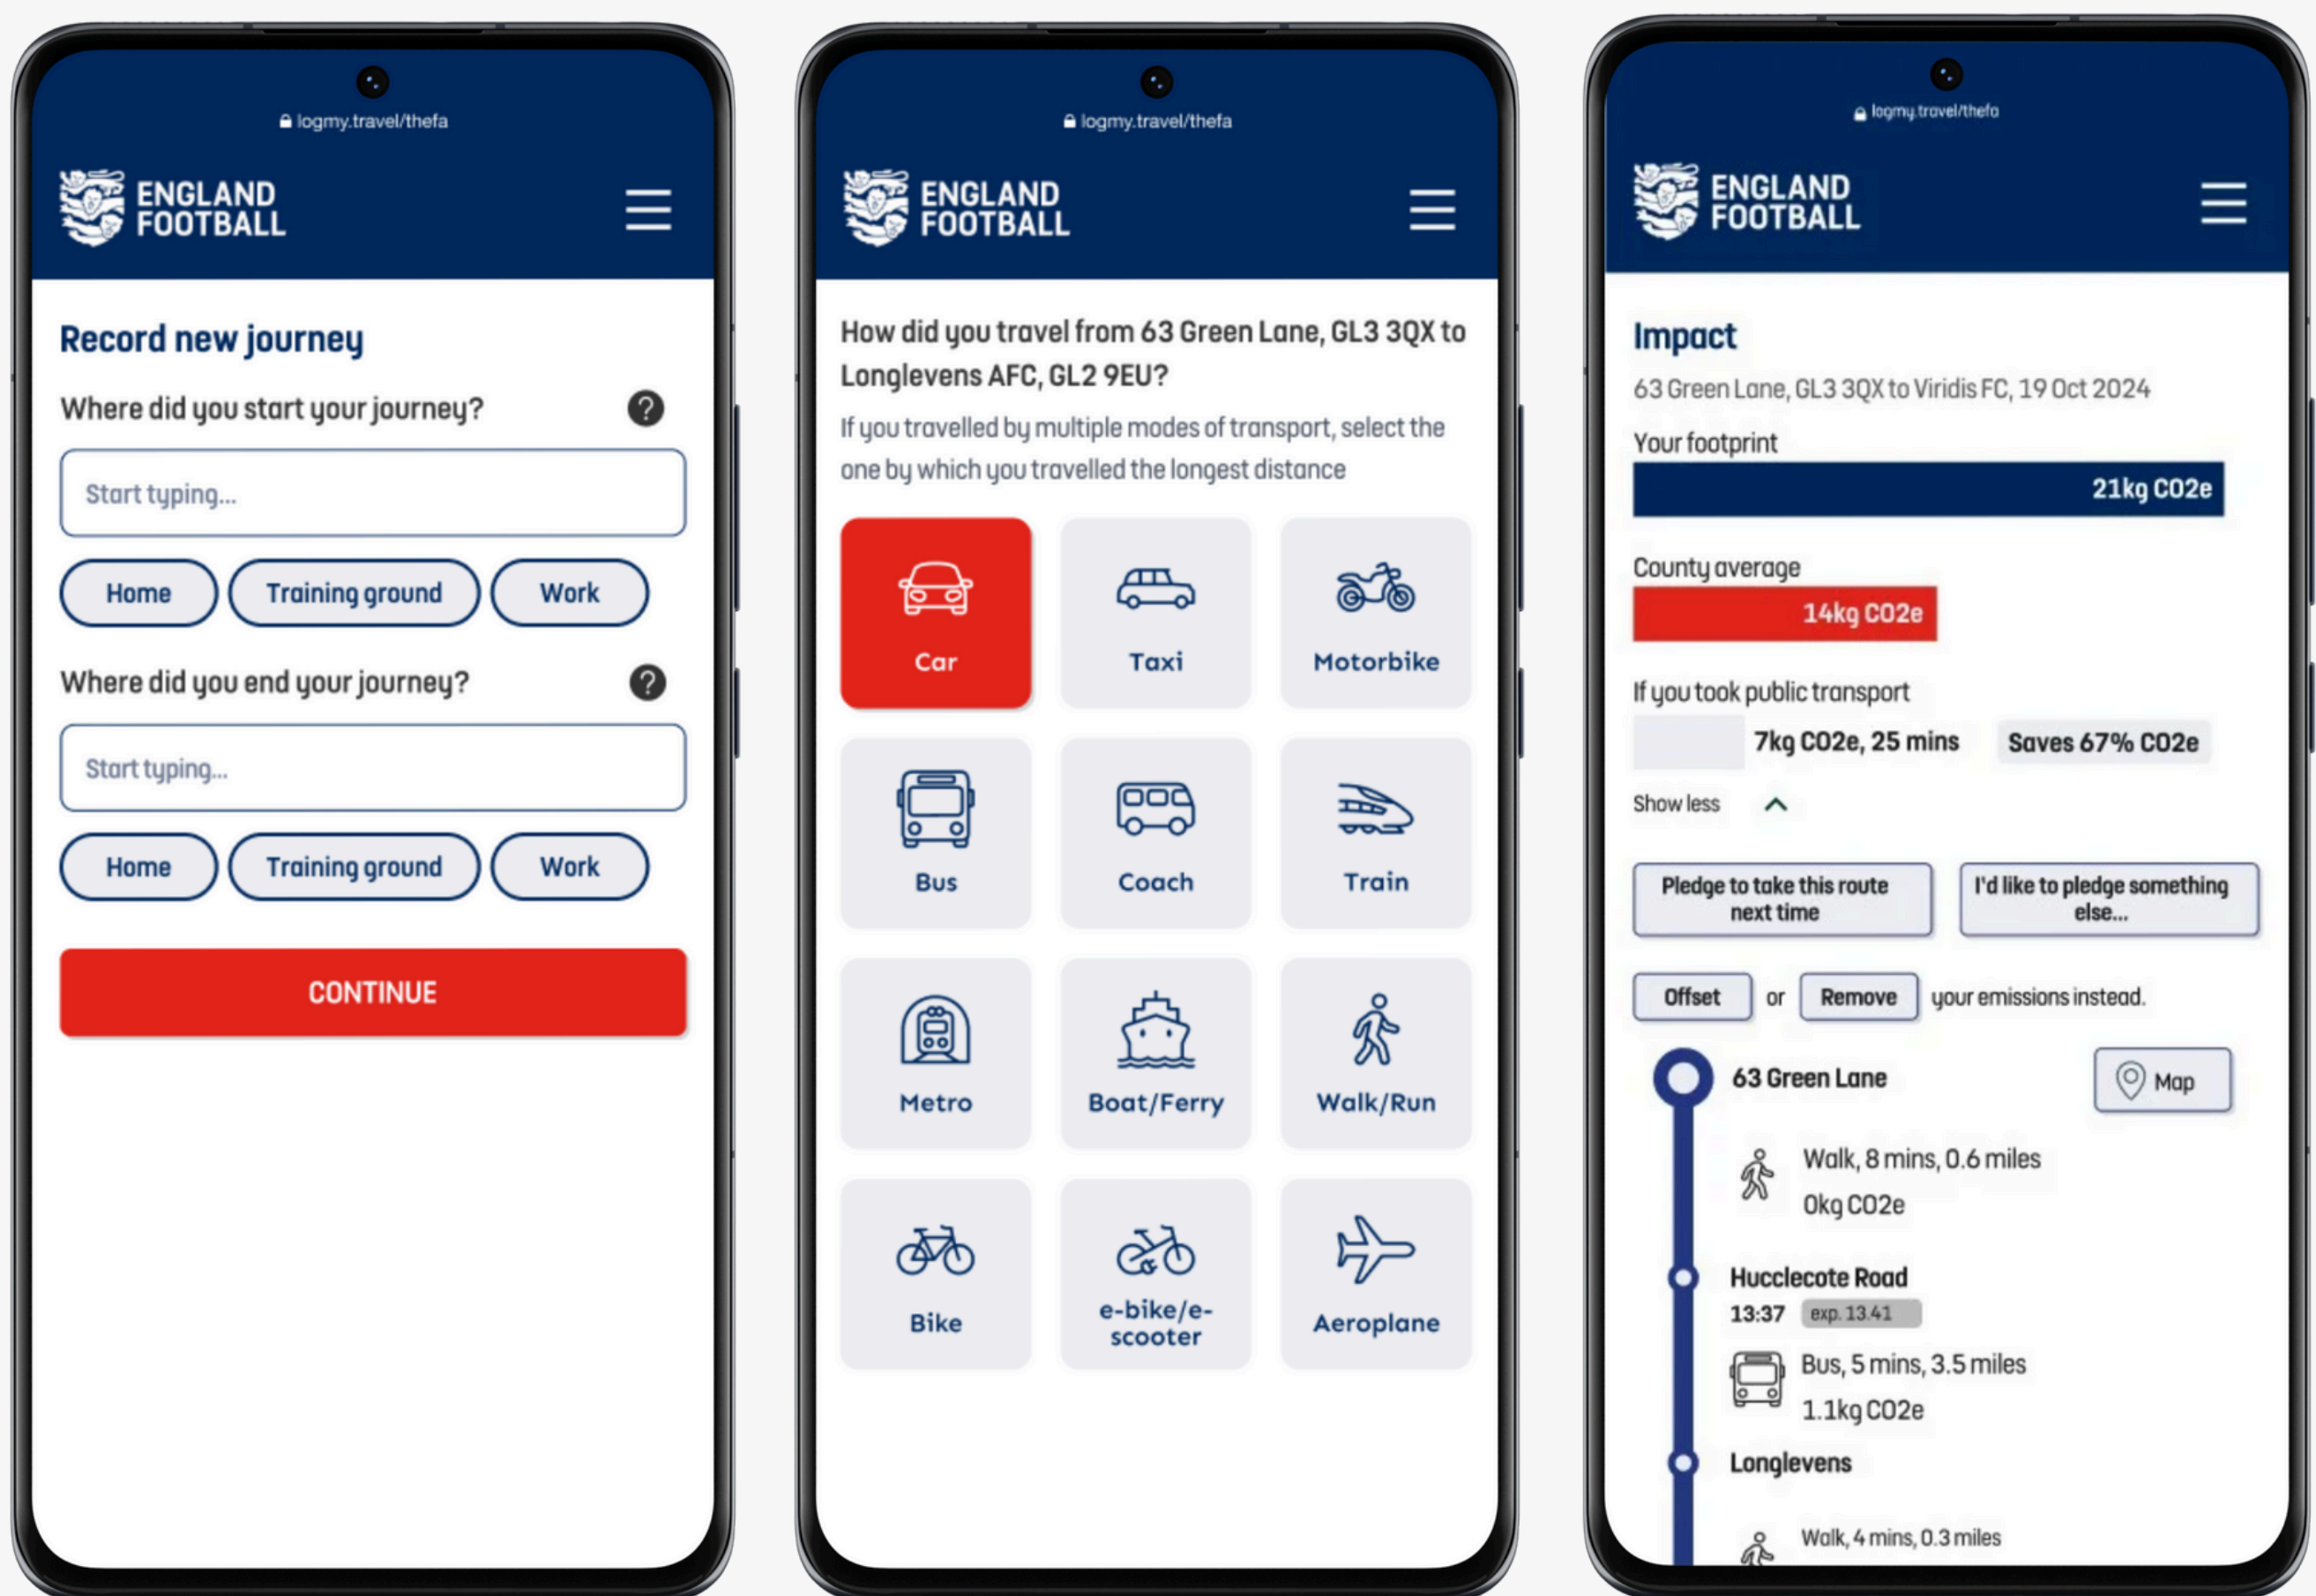 logmy.travel/thefa
ENGLAND
FOOTBALL
Record new journey
Where did you start your journey?
?
Start typing...
Home
Training ground
Work
Where did you end your journey?
?
Start typing...
Home
Training ground
Work
CONTINUE
logmy.travel/thefa
ENGLAND
FOOTBALL
How did you travel from 63 Green Lane, GL3 3QX to
Longlevens AFC, GL2 9EU?
If you travelled by multiple modes of transport, select the
one by which you travelled the longest distance
Car
Taxi
Motorbike
Bus
Coach
Train
Metro
Boat/Ferry
Walk/Run
Bike
e-bike/e-
scooter
Aeroplane
logmy.travel/thefa
ENGLAND
FOOTBALL
Impact
63 Green Lane, GL3 3QX to Viridis FC, 19 Oct 2024
Your footprint
21kg CO2e
County average
14kg CO2e
If you took public transport
7kg CO2e, 25 mins
Saves 67% CO2e
Show less
Pledge to take this route
next time
I'd like to pledge something
else...
Offset or Remove your emissions instead.
63 Green Lane
Map
Walk, 8 mins, 0.6 miles
0kg CO2e
Hucclecote Road
13:37 exp. 13.41
Bus, 5 mins, 3.5 miles
1.1kg CO2e
Longlevens
Walk, 4 mins, 0.3 miles